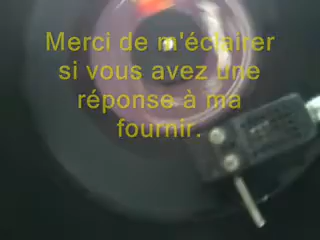 Merci de m'éclairer
si vous avez une
réponse à ma
fournir.